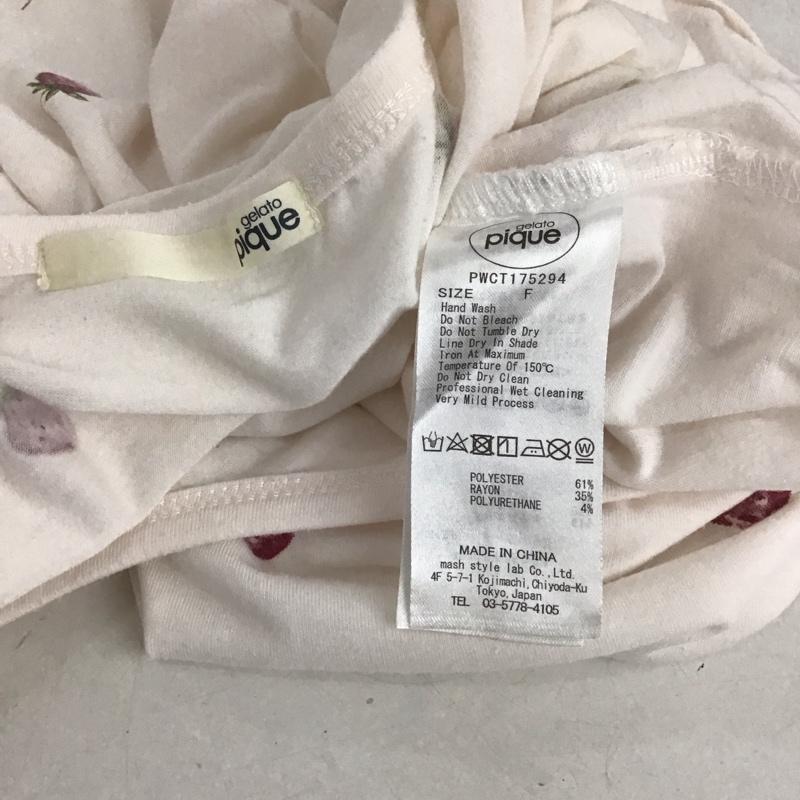 gelato
pique
gelato
pique
PWCT175294
SIZE F
Hand Wash
Do Not Bleach
Do Not Tumble Dry
Line Dry In Shade
Iron At Maximum
Temperature Of 150℃
Do Not Dry Clean
Professional Wet Cleaning
Very Mild Process
W
POLYESTER 61%
RAYON 35%
POLYURETHANE 4%
MADE IN CHINA
mash style lab Co.,Ltd.
4F 5-7-1 Kojimachi,Chiyoda-Ku
Tokyo,Japan
TEL 03-5778-4105